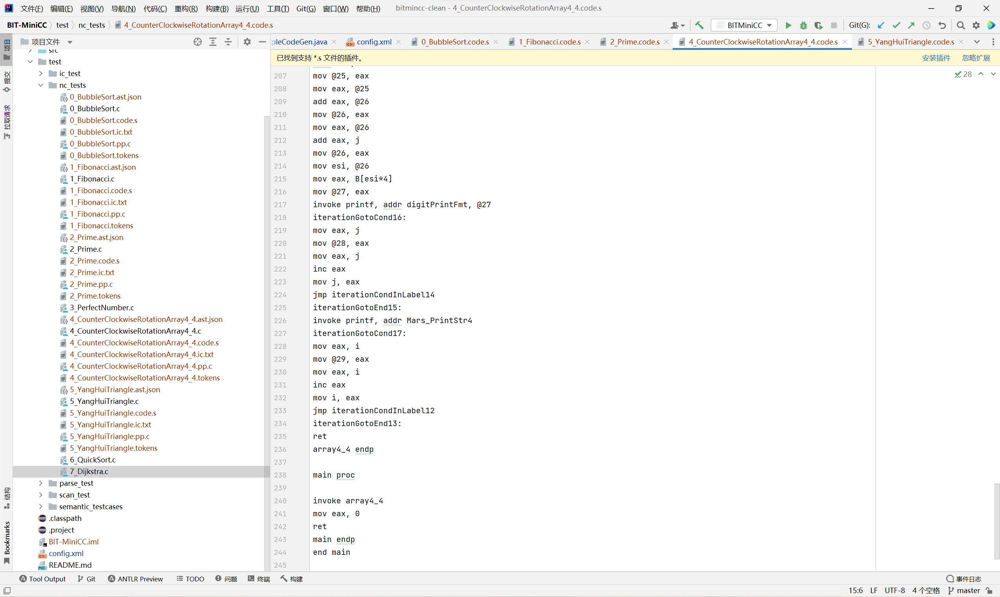 文件(F) 编辑(E) 视图(V) 导航(N) 代码(C) 重构(R) 构建(B) 运行(U) 工具(T) Git(G) 窗口(W) 帮助(H) bitmincc-clean - 4_CounterClockwiseRotationArray4_4.code.s
BIT-MiniCC test nc_tests 4_CounterClockwiseRotationArray4_4.code.s BITMiniCC Git(G):
项目
提交
拉取请求
结构
Bookmarks
项目文件
src
test
ic_test
nc_tests
0_BubbleSort.ast.json
0_BubbleSort.c
0_BubbleSort.code.s
0_BubbleSort.ic.txt
0_BubbleSort.pp.c
0_BubbleSort.tokens
1_Fibonacci.ast.json
1_Fibonacci.c
1_Fibonacci.code.s
1_Fibonacci.ic.txt
1_Fibonacci.pp.c
1_Fibonacci.tokens
2_Prime.ast.json
2_Prime.c
2_Prime.code.s
2_Prime.ic.txt
2_Prime.pp.c
2_Prime.tokens
3_PerfectNumber.c
4_CounterClockwiseRotationArray4_4.ast.json
4_CounterClockwiseRotationArray4_4.c
4_CounterClockwiseRotationArray4_4.code.s
4_CounterClockwiseRotationArray4_4.ic.txt
4_CounterClockwiseRotationArray4_4.pp.c
4_CounterClockwiseRotationArray4_4.tokens
5_YangHuiTriangle.ast.json
5_YangHuiTriangle.c
5_YangHuiTriangle.code.s
5_YangHuiTriangle.ic.txt
5_YangHuiTriangle.pp.c
5_YangHuiTriangle.tokens
6_QuickSort.c
7_Dijkstra.c
parse_test
scan_test
semantic_testcases
.classpath
.project
BIT-MiniCC.iml
config.xml
README.md
pleCodeGen.java config.xml 0_BubbleSort.code.s 1_Fibonacci.code.s 2_Prime.code.s 4_CounterClockwiseRotationArray4_4.code.s 5_YangHuiTriangle.code.s
已找到支持 *.s 文件的插件。 安装插件 忽略扩展
28
207 mov @25, eax
208 mov eax, @25
209 add eax, @26
210 mov @26, eax
211 mov eax, @26
212 add eax, j
213 mov @26, eax
214 mov esi, @26
215 mov eax, B[esi*4]
216 mov @27, eax
217 invoke printf, addr digitPrintFmt, @27
218 iterationGotoCond16:
219 mov eax, j
220 mov @28, eax
221 mov eax, j
222 inc eax
223 mov j, eax
224 jmp iterationCondInLabel14
225 iterationGotoEnd15:
226 invoke printf, addr Mars_PrintStr4
227 iterationGotoCond17:
228 mov eax, i
229 mov @29, eax
230 mov eax, i
231 inc eax
232 mov i, eax
233 jmp iterationCondInLabel12
234 iterationGotoEnd13:
235 ret
236 array4_4 endp
237
238 main proc
239
240 invoke array4_4
241 mov eax, 0
242 ret
243 main endp
244 end main
245
Tool Output Git ANTLR Preview TODO 问题 终端 构建 事件日志
15:6 LF UTF-8 4 个空格 master